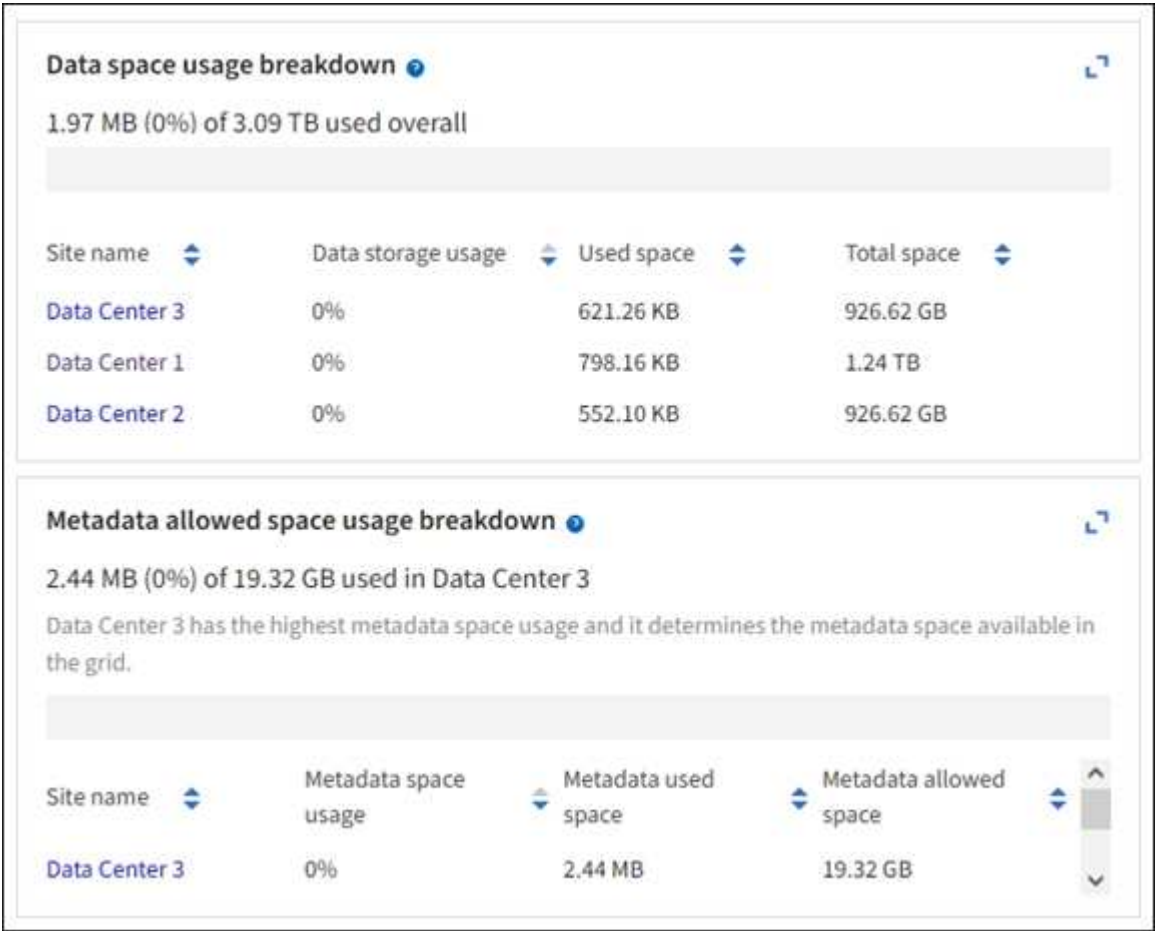 Data space usage breakdown ?
1.97 MB (0%) of 3.09 TB used overall
Site name Data storage usage Used space Total space
Data Center 3 0% 621.26 KB 926.62 GB
Data Center 1 0% 798.16 KB 1.24 TB
Data Center 2 0% 552.10 KB 926.62 GB
Metadata allowed space usage breakdown ?
2.44 MB (0%) of 19.32 GB used in Data Center 3
Data Center 3 has the highest metadata space usage and it determines the metadata space available in
the grid.
Site name Metadata space usage Metadata used space Metadata allowed space
Data Center 3 0% 2.44 MB 19.32 GB